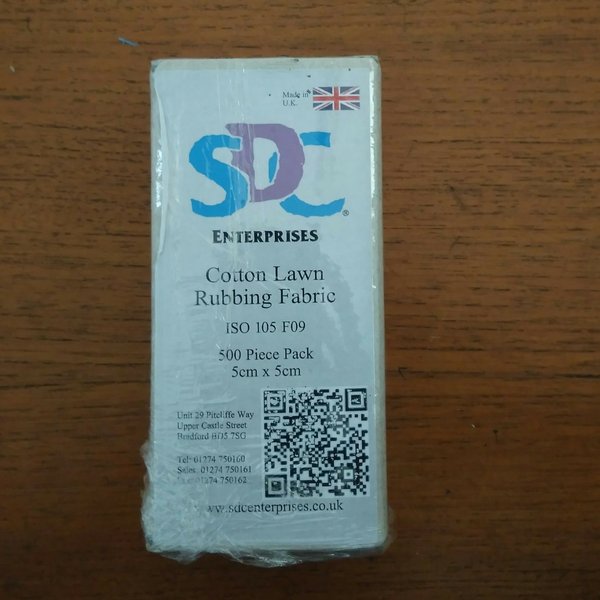 Made in
U.K.
SDC
®
ENTERPRISES
Cotton Lawn
Rubbing Fabric
ISO 105 F09
500 Piece Pack
5cm x 5cm
Unit 29 Pitcliffe Way
Upper Castle Street
Bradford BD5 7SG
Tel: 01274 750160
Sales: 01274 750161
Fax: 01274 750162
www.sdcenterprises.co.uk